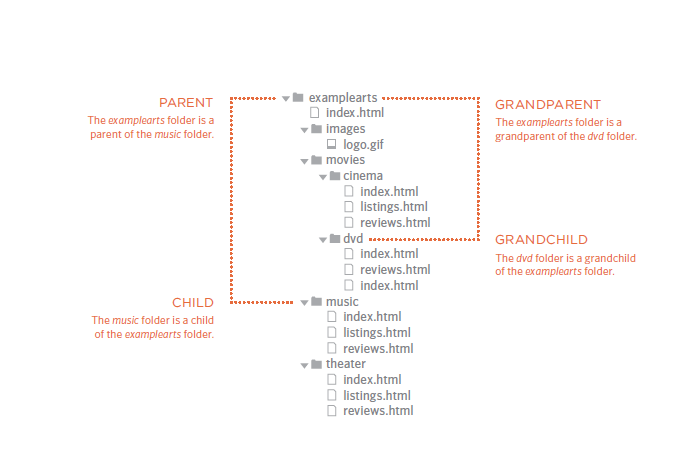 PARENT
The examplearts folder is a
parent of the music folder.
CHILD
The music folder is a child
of the examplearts folder.
examplearts
index.html
images
logo.gif
movies
cinema
index.html
listings.html
reviews.html
dvd
index.html
reviews.html
index.html
music
index.html
listings.html
reviews.html
theater
index.html
listings.html
reviews.html
GRANDPARENT
The examplearts folder is a
grandparent of the dvd folder.
GRANDCHILD
The dvd folder is a grandchild
of the examplearts folder.